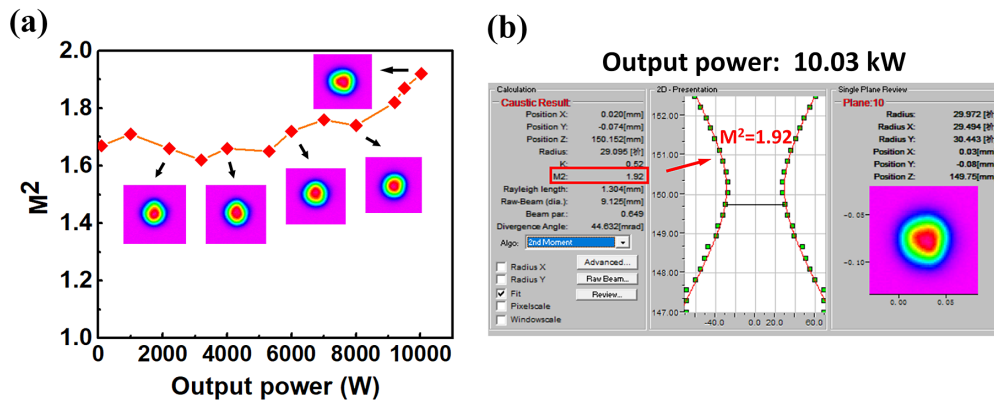 (a)
2.0
1.8
1.6
1.4
1.2
1.0
M2
0 2000 4000 6000 8000 10000
Output power (W)
(b)
Output power: 10.03 kW
Calculation
Caustic Result:
Position X: 0.020[mm]
Position Y: -0.074[mm]
Position Z: 150.152[mm]
Radius: 29.095 [祄]
K: 0.52
M2: 1.92
Rayleigh length: 1.304[mm]
Raw-Beam (dia.): 9.125[mm]
Beam par.: 0.649
Divergence Angle: 44.632[mrad]
Algo: 2nd Moment
Radius X
Radius Y
Fit
Pixelscale
Windowscale
Advanced...
Raw Beam...
Review...
2D - Presentation
152.00
151.00
150.00
149.00
148.00
147.00
M2=1.92
-40.0 0.0 20.0 60.0
Single Plane Review
Plane:10
Radius: 29.972 [祄]
Radius X: 29.494 [祄]
Radius Y: 30.443 [祄]
Position X: 0.03[mm]
Position Y: -0.08[mm]
Position Z: 149.75[mm]
-0.05
-0.10
0.00 0.05